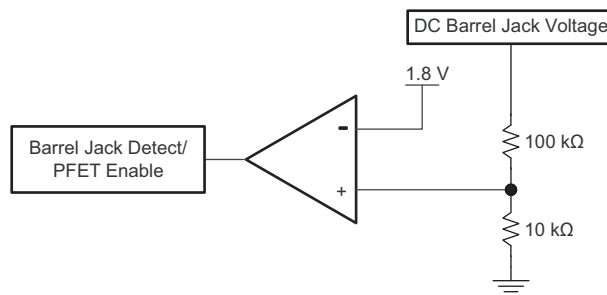 DC Barrel Jack Voltage
1.8 V
-
100 kΩ
Barrel Jack Detect/
PFET Enable
+
10 kΩ